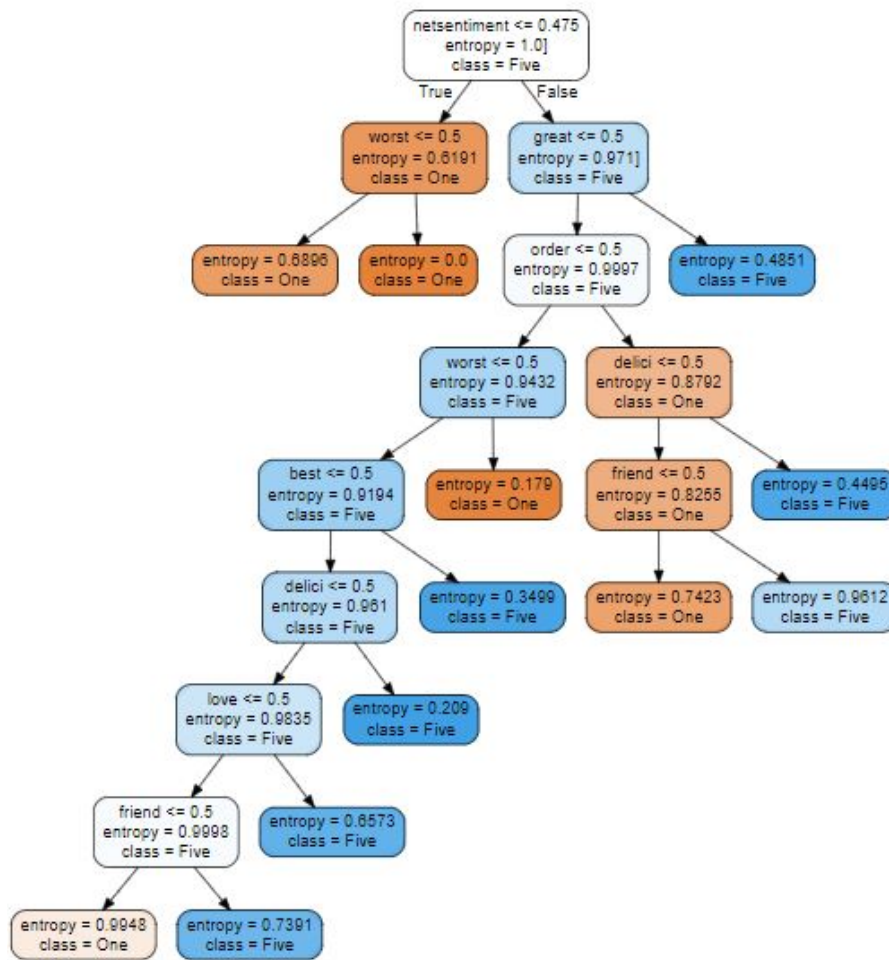 netsentiment <= 0.475
entropy = 1.0]
class = Five
True
False
worst <= 0.5
entropy = 0.6191
class = One
great <= 0.5
entropy = 0.971]
class = Five
entropy = 0.6896
class = One
entropy = 0.0
class = One
order <= 0.5
entropy = 0.9997
class = Five
entropy = 0.4851
class = Five
worst <= 0.5
entropy = 0.9432
class = Five
delici <= 0.5
entropy = 0.8792
class = One
best <= 0.5
entropy = 0.9194
class = Five
entropy = 0.179
class = One
friend <= 0.5
entropy = 0.8255
class = One
entropy = 0.4495
class = Five
delici <= 0.5
entropy = 0.961
class = Five
entropy = 0.3499
class = Five
entropy = 0.7423
class = One
entropy = 0.9612
class = Five
love <= 0.5
entropy = 0.9835
class = Five
entropy = 0.209
class = Five
friend <= 0.5
entropy = 0.9998
class = Five
entropy = 0.6573
class = Five
entropy = 0.9948
class = One
entropy = 0.7391
class = Five